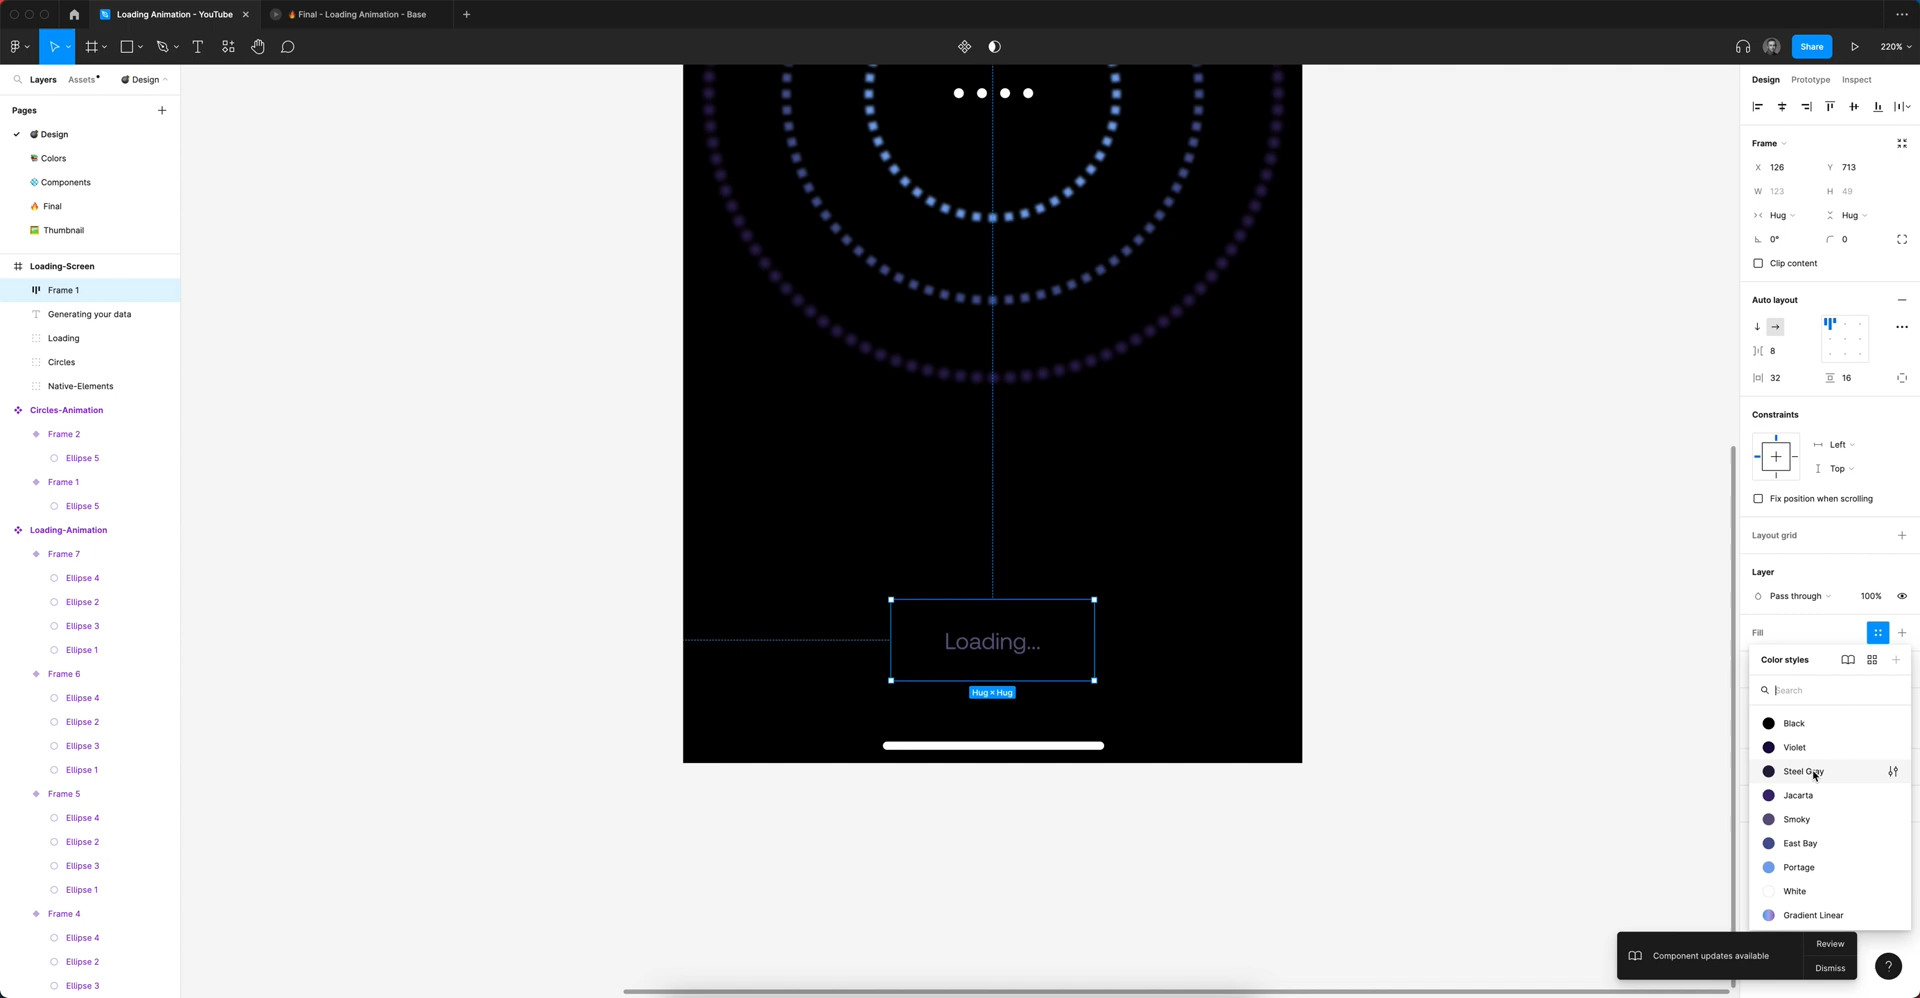 Loading Animation - YouTube
🔥 Final - Loading Animation - Base
Share
220%
Layers
Assets
Design
Pages
Design
Colors
Components
Final
Thumbnail
Loading-Screen
Frame 1
Generating your data
Loading
Circles
Native-Elements
Circles-Animation
Frame 2
Ellipse 5
Frame 1
Ellipse 5
Loading-Animation
Frame 7
Ellipse 4
Ellipse 2
Ellipse 3
Ellipse 1
Frame 6
Ellipse 4
Ellipse 2
Ellipse 3
Ellipse 1
Frame 5
Ellipse 4
Ellipse 2
Ellipse 3
Ellipse 1
Frame 4
Ellipse 4
Ellipse 2
Ellipse 3
Loading...
Hug × Hug
Design Prototype Inspect
Frame
X 126 Y 713
W 123 H 49
Hug Hug
0° 0
Clip content
Auto layout
8
32 16
Constraints
Left
Top
Fix position when scrolling
Layout grid
Layer
Pass through 100%
Fill
Color styles
Search
Black
Violet
Steel Gray
Jacarta
Smoky
East Bay
Portage
White
Gradient Linear
Component updates available
Review
Dismiss
?